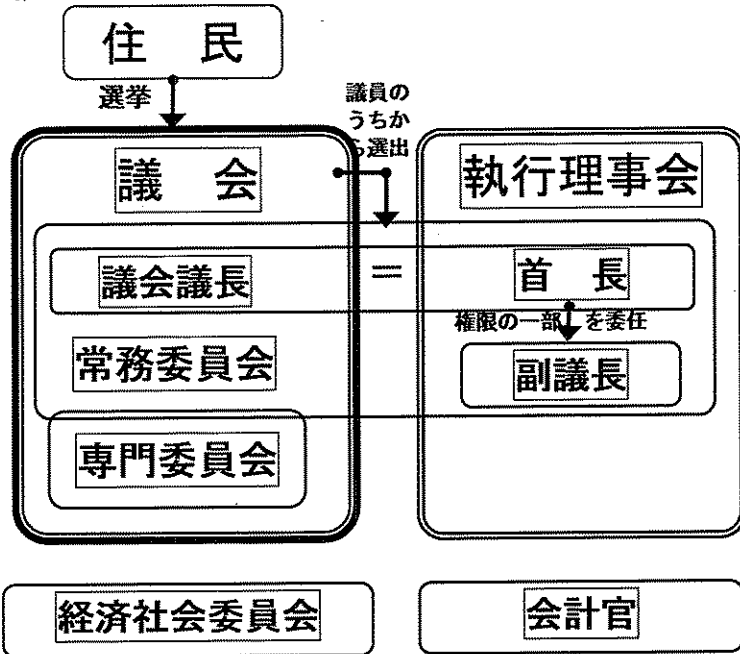 住 民
選挙
議員の
うちか
ら選出
議 会
執行理事会
議会議長
=
首 長
権限の一部を委任
常務委員会
副議長
専門委員会
経済社会委員会
会計官